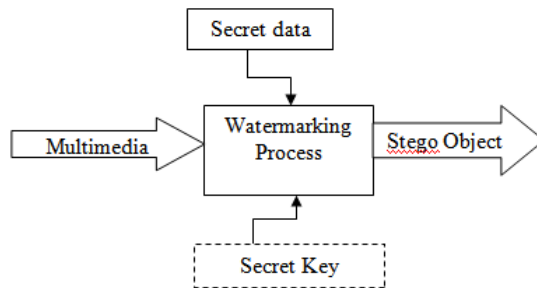 Secret data
Multimedia
Watermarking
Process
Stego Object
Secret Key